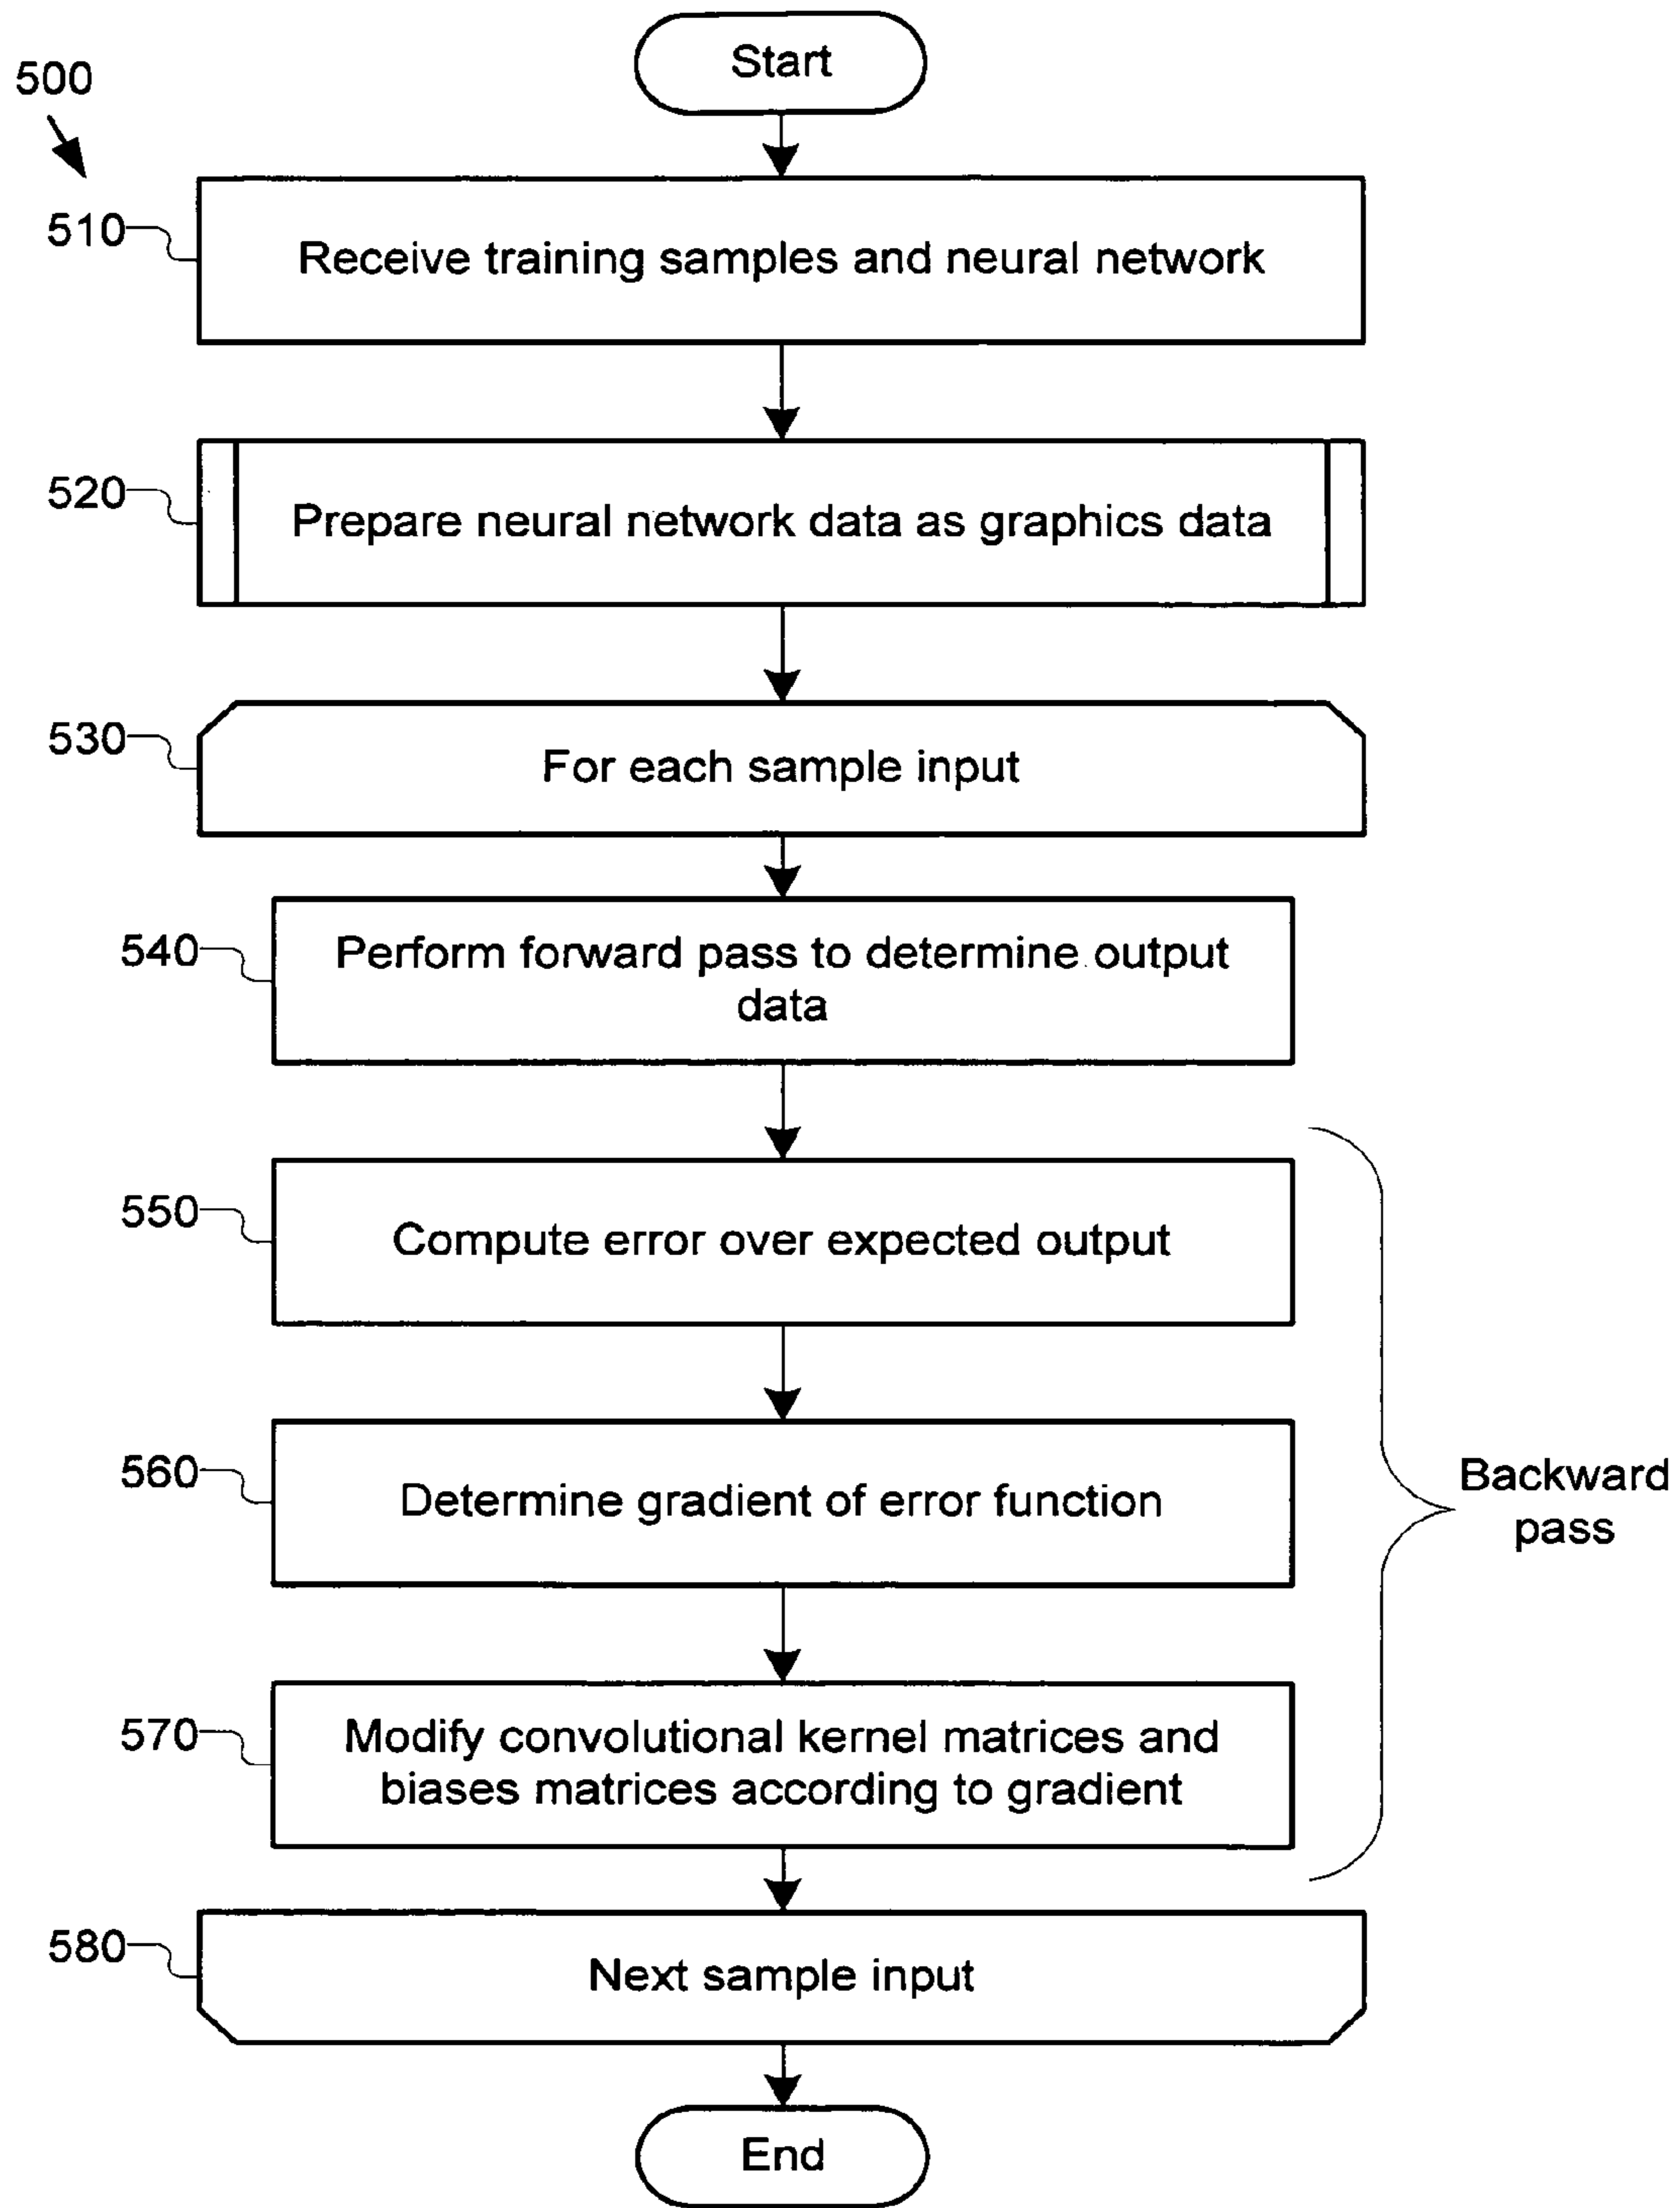 Start
500
510
Receive training samples and neural network
520
Prepare neural network data as graphics data
530
For each sample input
540
Perform forward pass to determine output
data
550
Compute error over expected output
560
Determine gradient of error function
Backward
pass
570
Modify convolutional kernel matrices and
biases matrices according to gradient
580
Next sample input
End